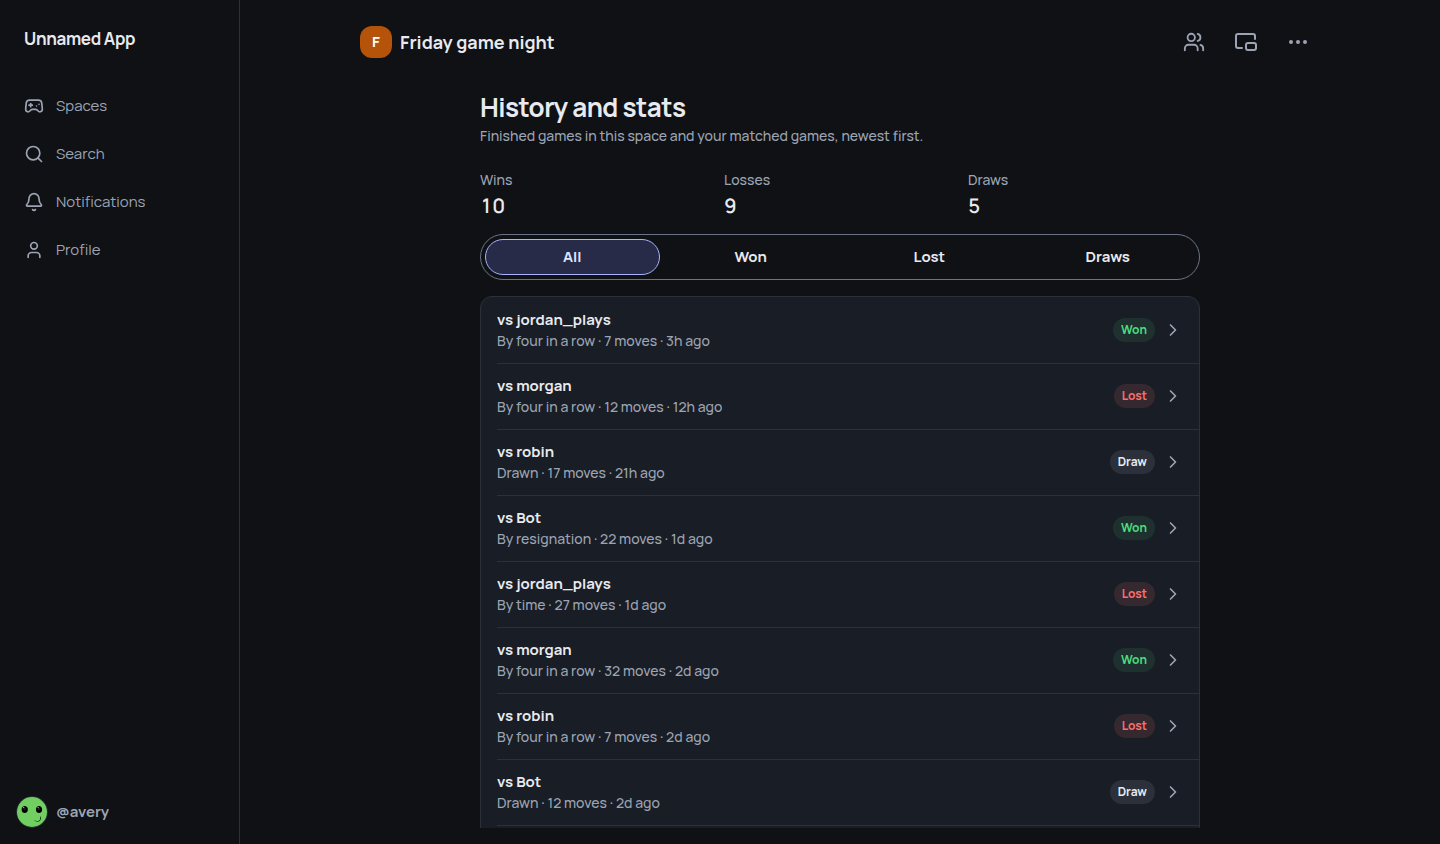 Unnamed App
Spaces
Search
Notifications
Profile
@avery
F Friday game night
History and stats
Finished games in this space and your matched games, newest first.
Wins Losses Draws
10 9 5
All Won Lost Draws
vs jordan_plays
By four in a row · 7 moves · 3h ago
Won
vs morgan
By four in a row · 12 moves · 12h ago
Lost
vs robin
Drawn · 17 moves · 21h ago
Draw
vs Bot
By resignation · 22 moves · 1d ago
Won
vs jordan_plays
By time · 27 moves · 1d ago
Lost
vs morgan
By four in a row · 32 moves · 2d ago
Won
vs robin
By four in a row · 7 moves · 2d ago
Lost
vs Bot
Drawn · 12 moves · 2d ago
Draw